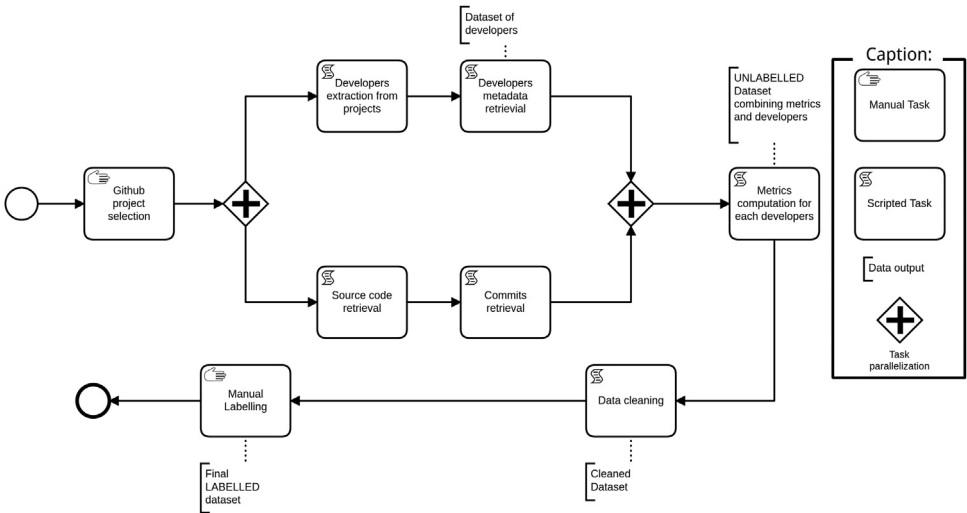 Dataset of
developers
Developers
extraction from
projects
Developers
metadata
retrievial
UNLABELLED
Dataset
combining metrics
and developers
Caption:
Manual Task
Github
project
selection
Metrics
computation for
each developers
Scripted Task
Data output
Source code
retrieval
Commits
retrieval
Task
parallelization
Manual
Labelling
Data cleaning
Final
LABELLED
dataset
Cleaned
Dataset